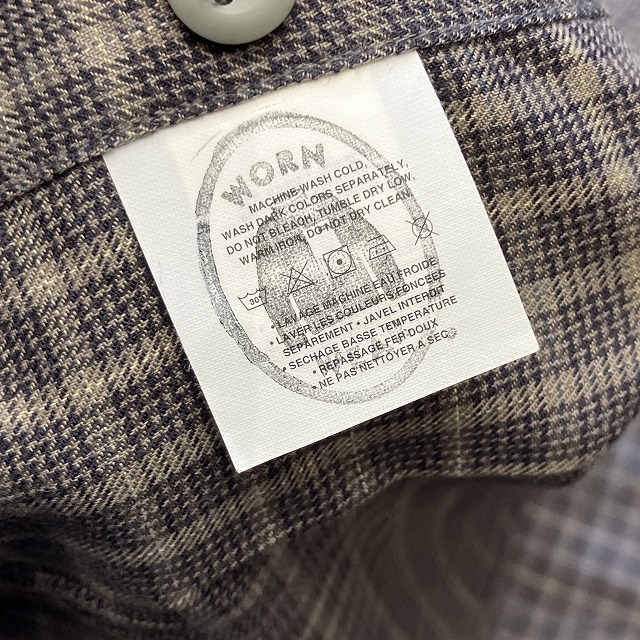 WORN
MACHINE WASH COLD,
WASH DARK COLORS SEPARATELY,
DO NOT BLEACH, TUMBLE DRY LOW,
WARM IRON, DO NOT DRY CLEAN
30
• LAVAGE MACHINE EAU FROIDE
• LAVER LES COULEURS FONCEES
SEPAREMENT • JAVEL INTERDIT
• SECHAGE BASSE TEMPERATURE
• REPASSAGE FER DOUX
• NE PAS NETTOYER A SEC